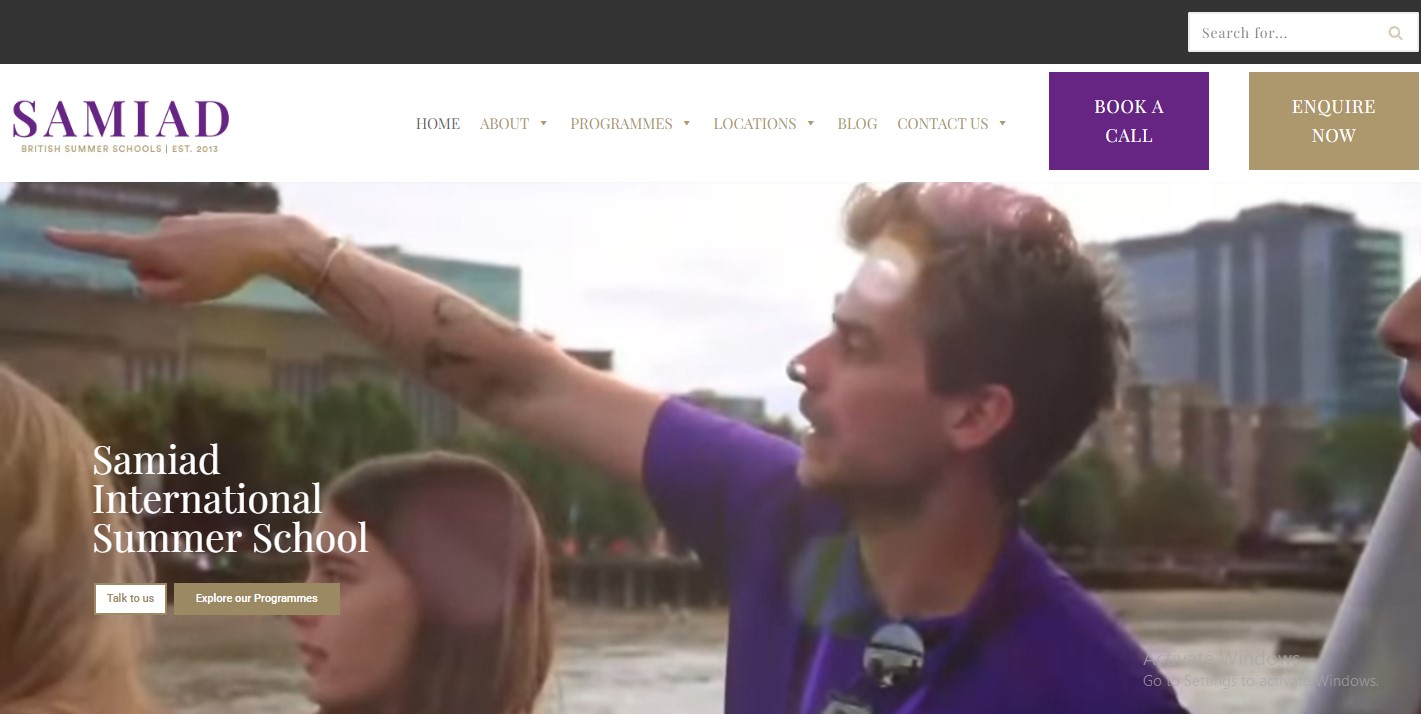 Search for...
SAMIAD
BRITISH SUMMER SCHOOLS | EST. 2013
HOME ABOUT PROGRAMMES LOCATIONS BLOG CONTACT US
BOOK A
CALL
ENQUIRE
NOW
Samiad
International
Summer School
Talk to us
Explore our Programmes
Activate Windows
Go to Settings to activate Windows.